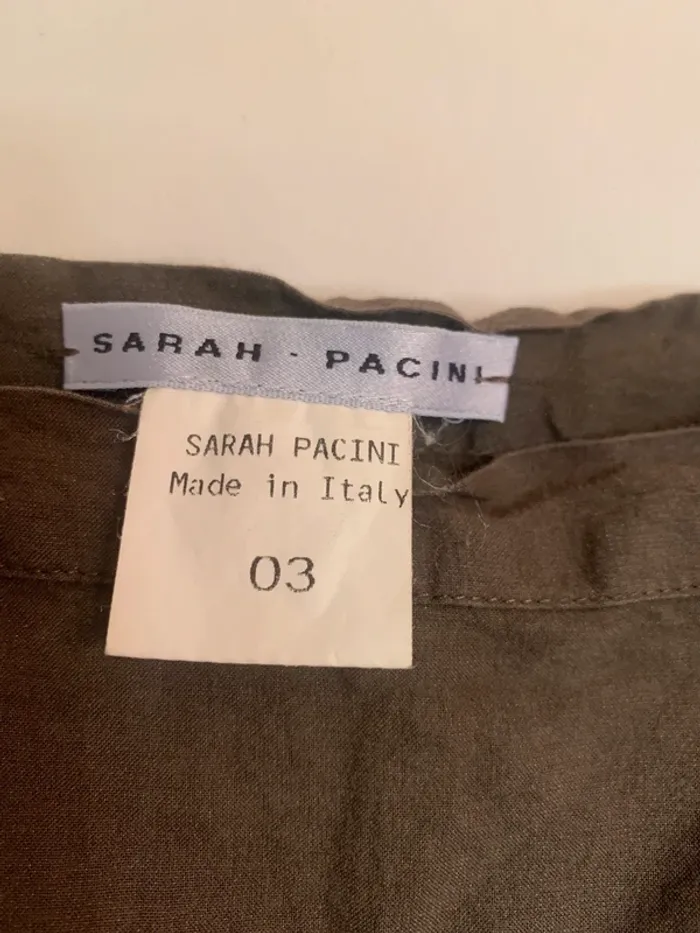 SARAH - PACINI
SARAH PACINI
Made in Italy
03